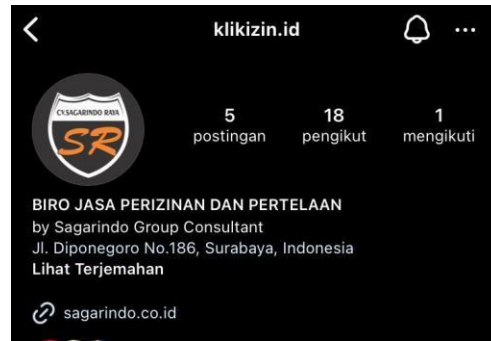 klikizin.id
CV.SAGARINDO RAYA
SR
5 18 1
postingan pengikut mengikuti
BIRO JASA PERIZINAN DAN PERTELAAN
by Sagarindo Group Consultant
Jl. Diponegoro No.186, Surabaya, Indonesia
Lihat Terjemahan
sagarindo.co.id